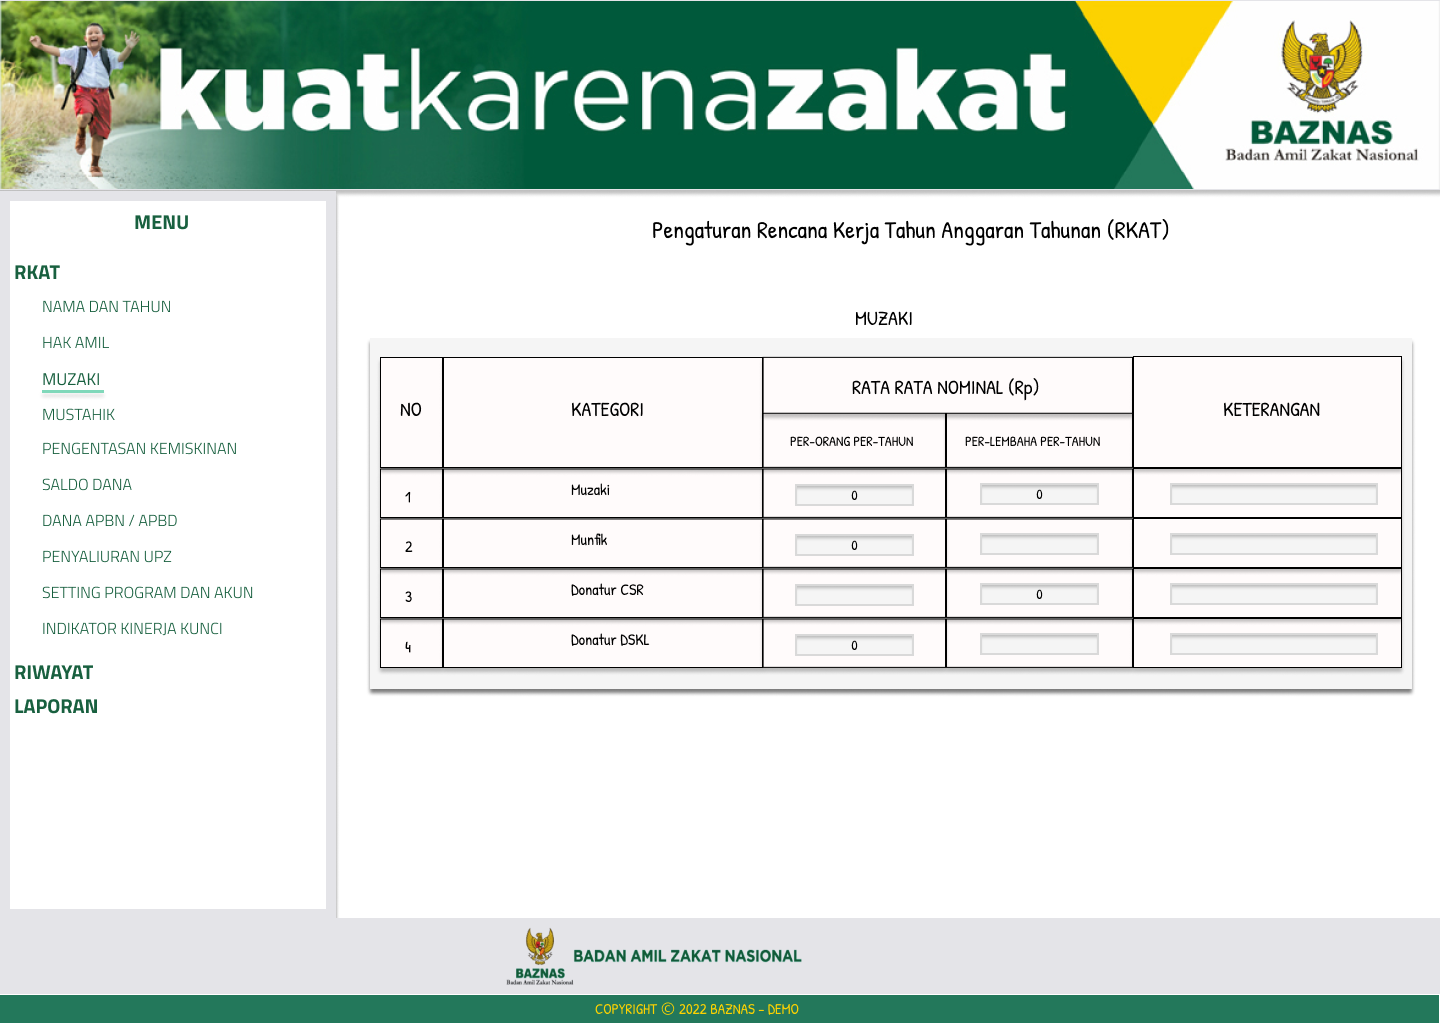 kuatkarenazakat
BAZNAS
Badan Amil Zakat Nasional
MENU
RKAT
NAMA DAN TAHUN
HAK AMIL
MUZAKI
MUSTAHIK
PENGENTASAN KEMISKINAN
SALDO DANA
DANA APBN / APBD
PENYALIURAN UPZ
SETTING PROGRAM DAN AKUN
INDIKATOR KINERJA KUNCI
RIWAYAT
LAPORAN
Pengaturan Rencana Kerja Tahun Anggaran Tahunan (RKAT)
MUZAKI
NO KATEGORI RATA RATA NOMINAL (Rp) KETERANGAN
PER-ORANG PER-TAHUN PER-LEMBAHA PER-TAHUN
1 Muzaki 0 0
2 Munfik 0
3 Donatur CSR 0
4 Donatur DSKL 0
BAZNAS
Badan Amil Zakat Nasional
BADAN AMIL ZAKAT NASIONAL
COPYRIGHT © 2022 BAZNAS - DEMO